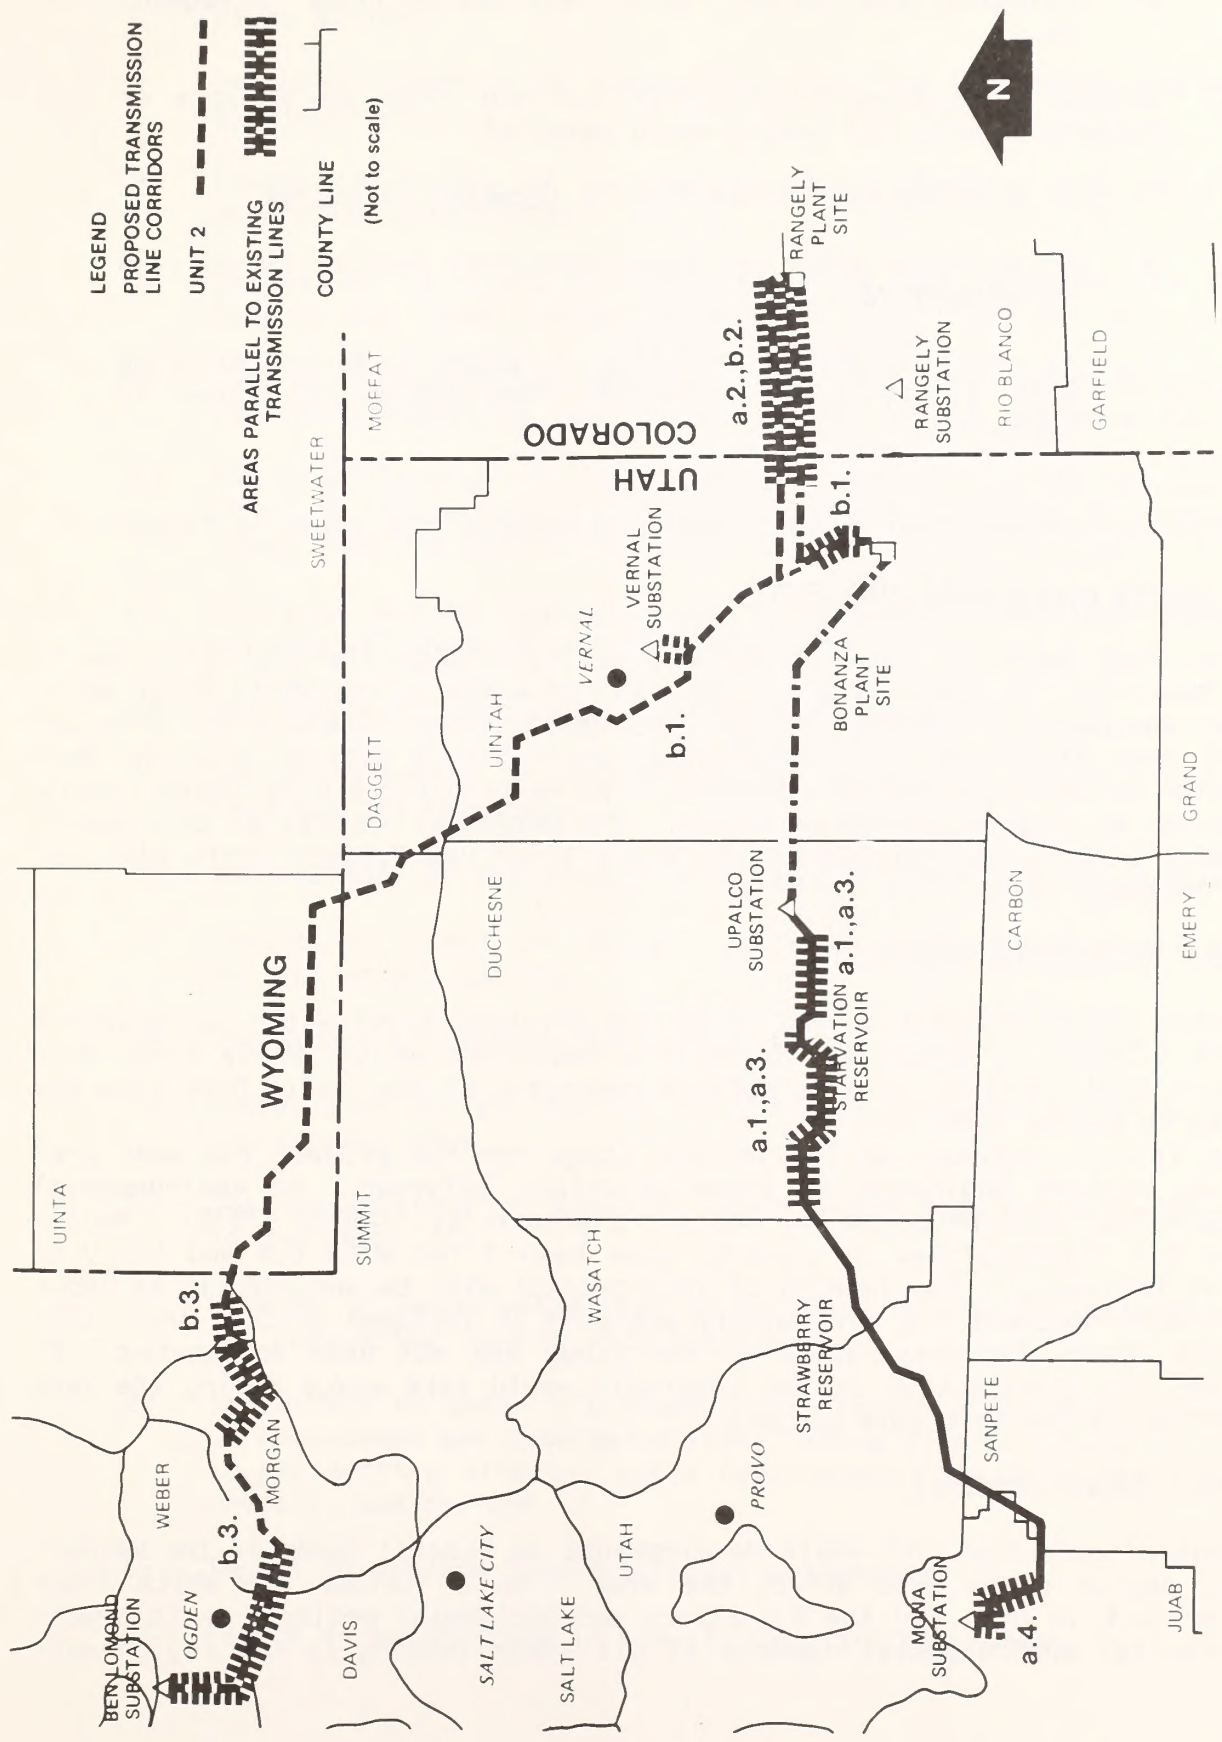 LEGEND
PROPOSED TRANSMISSION
LINE CORRIDORS
UNIT 2
AREAS PARALLEL TO EXISTING
TRANSMISSION LINES
COUNTY LINE
(Not to scale)
N
UINTA
WYOMING
SWEETWATER
SUMMIT
DAGGETT
MOFFAT
BEN LOMOND
SUBSTATION
OGDEN
WEBER
b.3.
MORGAN
b.3.
DAVIS
SALT LAKE CITY
SALT LAKE
UTAH
PROVO
WASATCH
DUCHESNE
UINTAH
VERNAL
VERNAL
SUBSTATION
b.1.
UTAH
COLORADO
a.2.,b.2.
RANGELY
PLANT
SITE
b.1.
BONANZA
PLANT
SITE
RANGELY
SUBSTATION
RIO BLANCO
GARFIELD
UPALCO
SUBSTATION
a.1.,a.3.
a.1.,a.3.
STARVATION
RESERVOIR
STRAWBERRY
RESERVOIR
MONA
SUBSTATION
a.4.
SANPETE
JUAB
CARBON
EMERY
GRAND